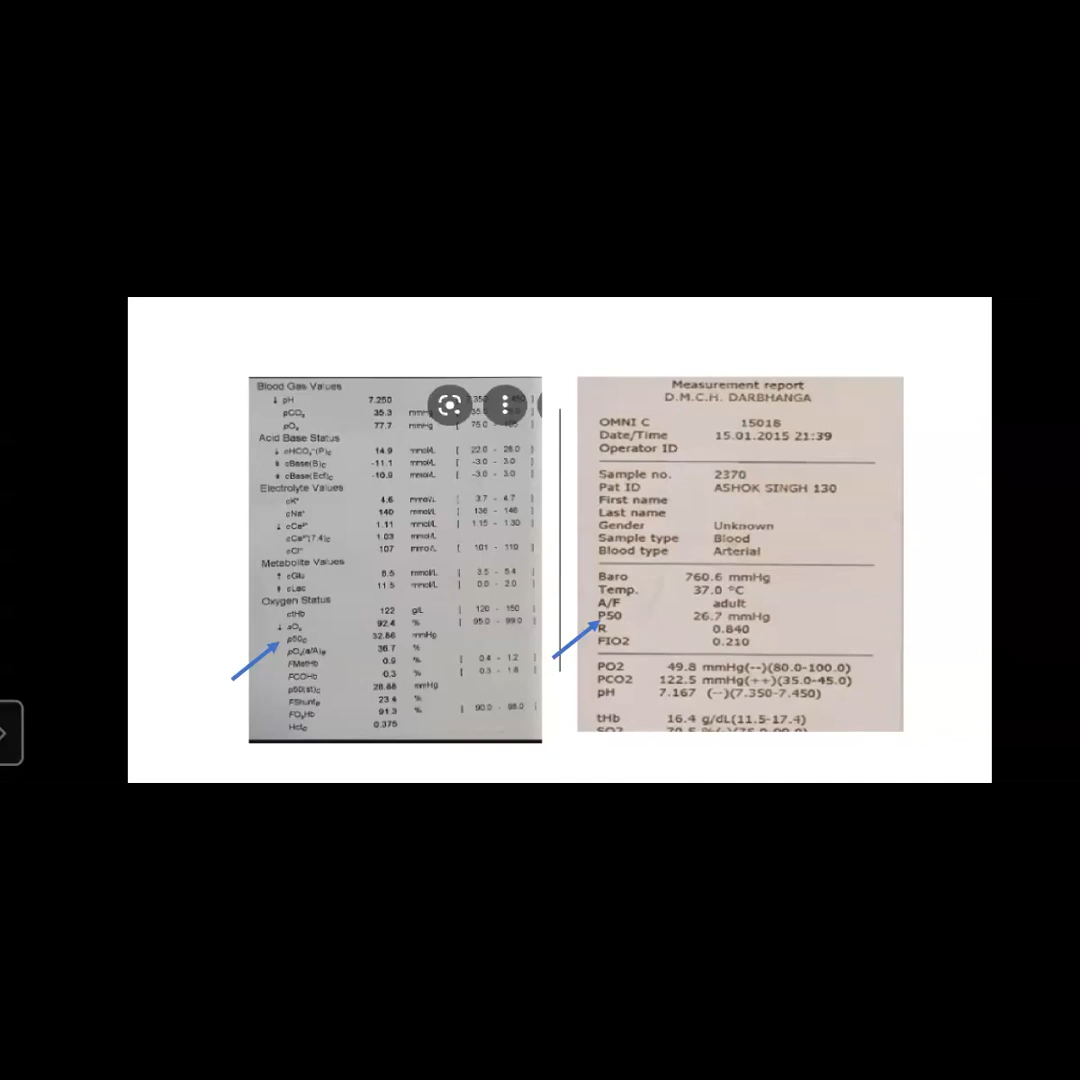 Blood Gas Values
↓ pH 7.250
pCO₂ 35.3 mmHg
pO₂ 77.7 mmHg [ 75.0
Acid Base Status
↓ cHCO₃⁻(P)c 14.9 mmol/L [ 22.0 - 28.0 ]
cBase(B)c -11.1 mmol/L [ -3.0 - 3.0 ]
cBase(Ecf)c -10.9 mmol/L [ -3.0 - 3.0 ]
Electrolyte Values
cK⁺ 4.6 mmol/L [ 3.7 - 4.7 ]
cNa⁺ 140 mmol/L [ 136 - 146 ]
↓ cCa²⁺ 1.11 mmol/L [ 1.15 - 1.30 ]
cCa²⁺(7.4)c 1.03 mmol/L
cCl⁻ 107 mmol/L [ 101 - 110 ]
Metabolite Values
↑ cGlu mmol/L [ 3.5 - 5.4 ]
cLac 11.5 mmol/L [ 0.0 - 2.0 ]
Oxygen Status
ctHb 122 g/L [ 120 - 150 ]
↓ sO₂ 92.4 % [ 95.0 - 99.0 ]
p50c 32.86 mmHg
pO₂(a/A)e 36.7 %
FMetHb 0.9 % [ 0.4 - 1.2 ]
FCOHb 0.3 % [ 0.3 - 1.8 ]
p50(st)c 28.68 mmHg
FShunte 23.4 %
FO₂Hb 91.3 % [ 90.0 - 98.0 ]
Hctc 0.375
Measurement report
D.M.C.H. DARBHANGA
OMNI C 15018
Date/Time 15.01.2015 21:39
Operator ID
Sample no. 2370
Pat ID ASHOK SINGH 130
First name
Last name
Gender Unknown
Sample type Blood
Blood type Arterial
Baro 760.6 mmHg
Temp. 37.0 °C
A/F adult
P50 26.7 mmHg
R 0.840
FIO2 0.210
PO2 49.8 mmHg(--)(80.0-100.0)
PCO2 122.5 mmHg(++)(35.0-45.0)
pH 7.167 (--)(7.350-7.450)
tHb 16.4 g/dL(11.5-17.4)
SO2